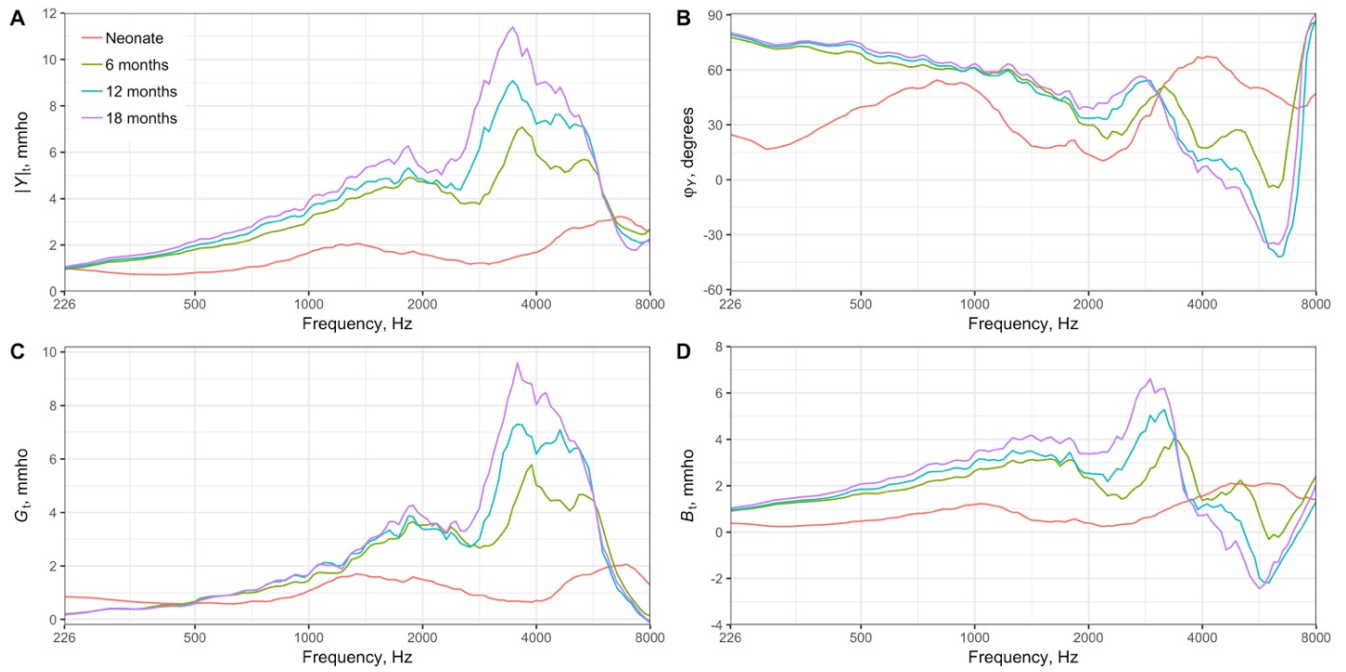 A
|Y|, mmho
12
10
8
6
4
2
0
Neonate
6 months
12 months
18 months
226 500 1000 2000 4000 8000
Frequency, Hz
B
φY, degrees
90
60
30
0
-30
-60
226 500 1000 2000 4000 8000
Frequency, Hz
C
Gt, mmho
10
8
6
4
2
0
226 500 1000 2000 4000 8000
Frequency, Hz
D
Bt, mmho
8
6
4
2
0
-2
-4
226 500 1000 2000 4000 8000
Frequency, Hz